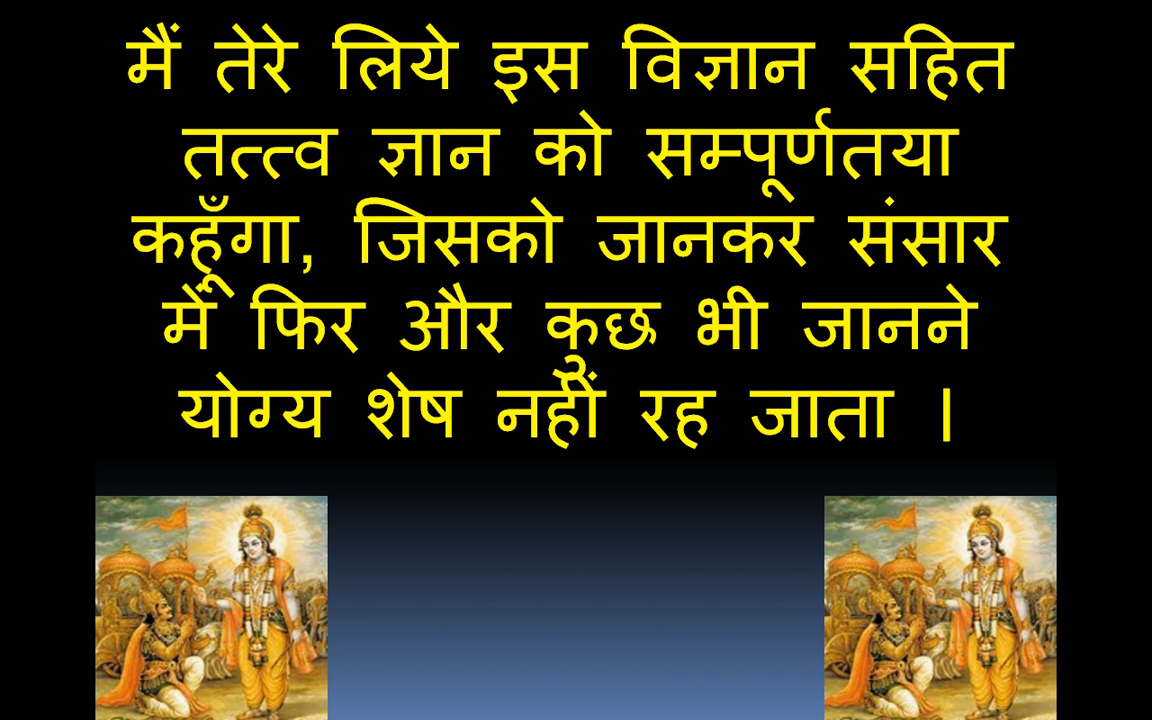 मैं तेरे लिये इस विज्ञान सहित
तत्त्व ज्ञान को सम्पूर्णतया
कहूँगा, जिसको जानकर संसार
में फिर और कुछ भी जानने
योग्य शेष नहीं रह जाता ।